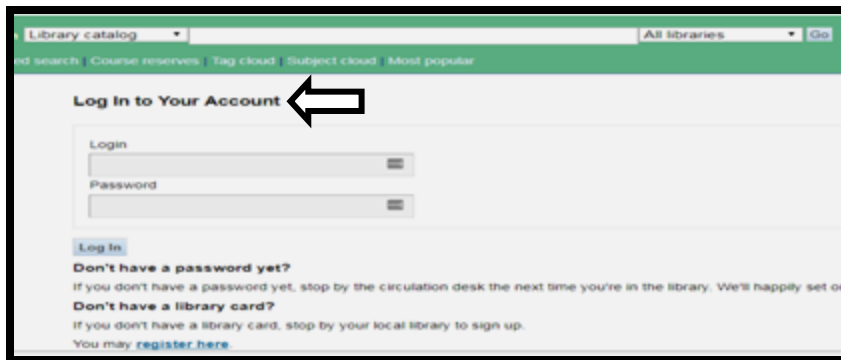 Library catalog All libraries Go
search | Course reserves | Tag cloud | Subject cloud | Most popular
Log In to Your Account
Login
Password
Log In
Don't have a password yet?
If you don't have a password yet, stop by the circulation desk the next time you're in the library. We'll happily set
Don't have a library card?
If you don't have a library card, stop by your local library to sign up.
You may register here.